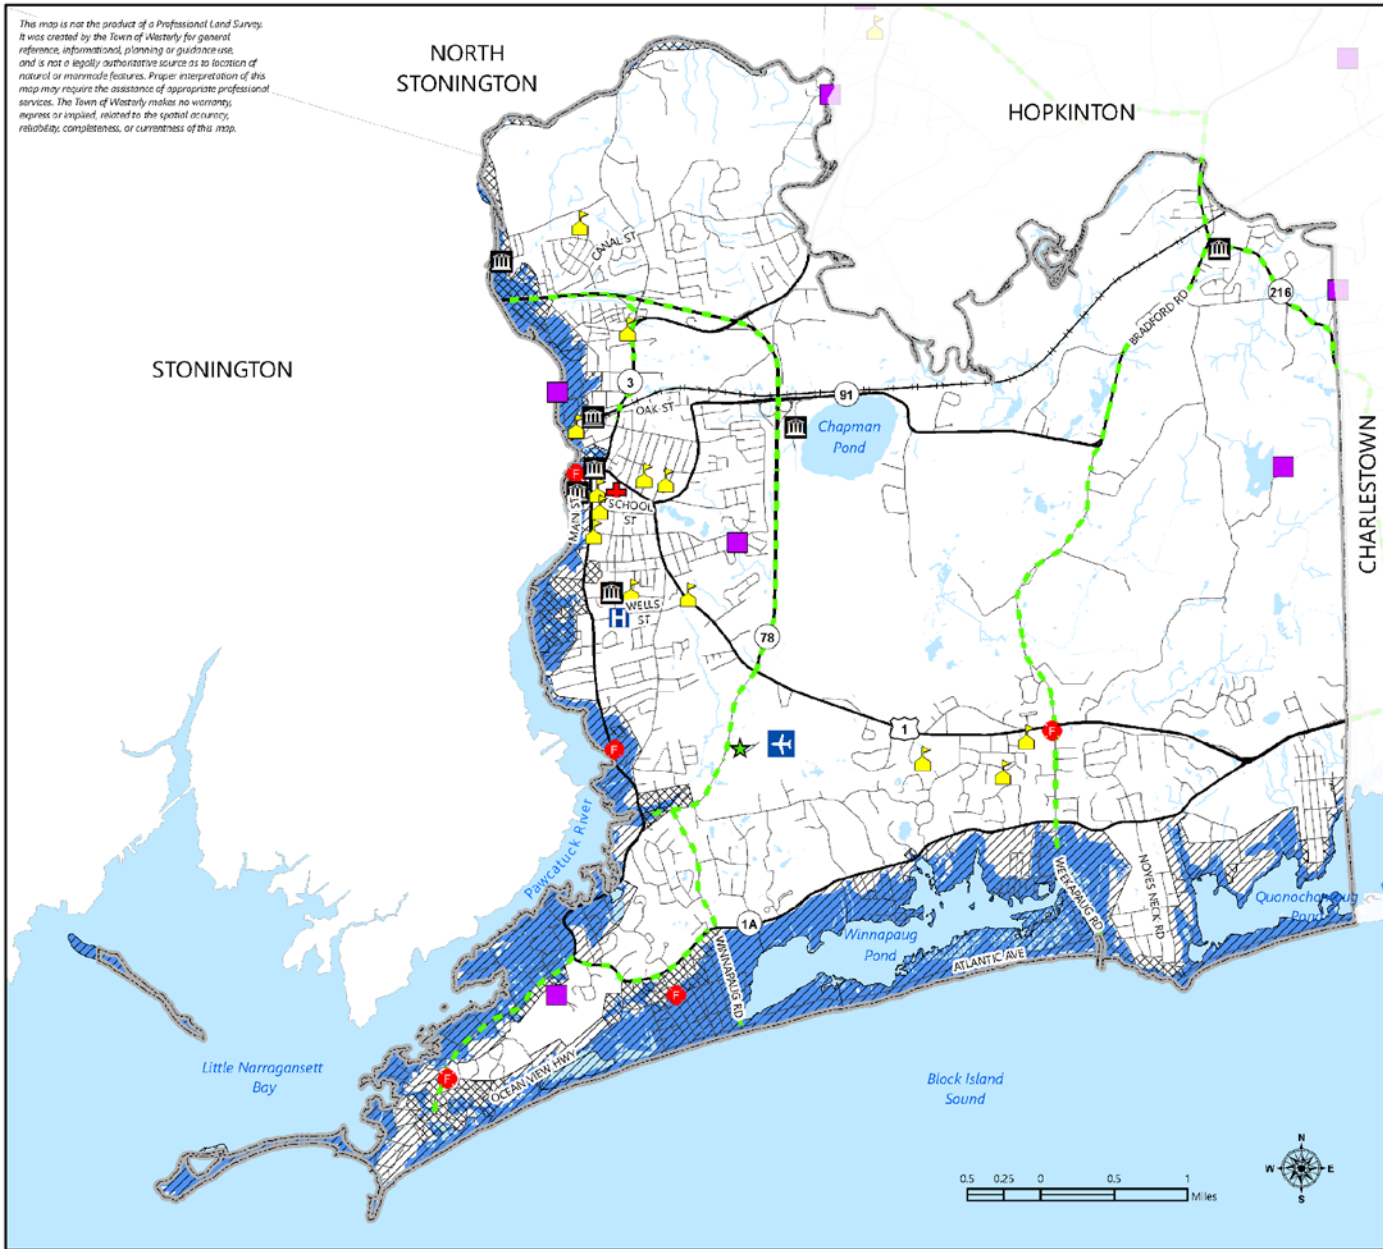 This map is not the product of a Professional Land Survey.
It was created by the Town of Westerly for general
reference, informational, planning or guidance use,
and is not a legally authoritative source as to location of
natural or manmade features. Proper interpretation of this
map may require the assistance of appropriate professional
services. The Town of Westerly makes no warranty,
express or implied, related to the spatial accuracy,
reliability, completeness, or currentness of this map.
NORTH
STONINGTON
HOPKINTON
CANAL ST
216
BRADFORD RD
STONINGTON
3
91
OAK ST
Chapman
Pond
CHARLESTOWN
F
SCHOOL
ST
MAIN ST
WELLS
ST
H
78
1
F
F
Pawcatuck River
NOYES NECK RD
WEEKAPAUG RD
Quonochontaug
Pond
1A
Winnapaug
Pond
WINNAPAUG RD
ATLANTIC AVE
F
Little Narragansett
Bay
F
OCEAN VIEW HWY
Block Island
Sound
N
W E
S
0.5 0.25 0 0.5 1
Miles